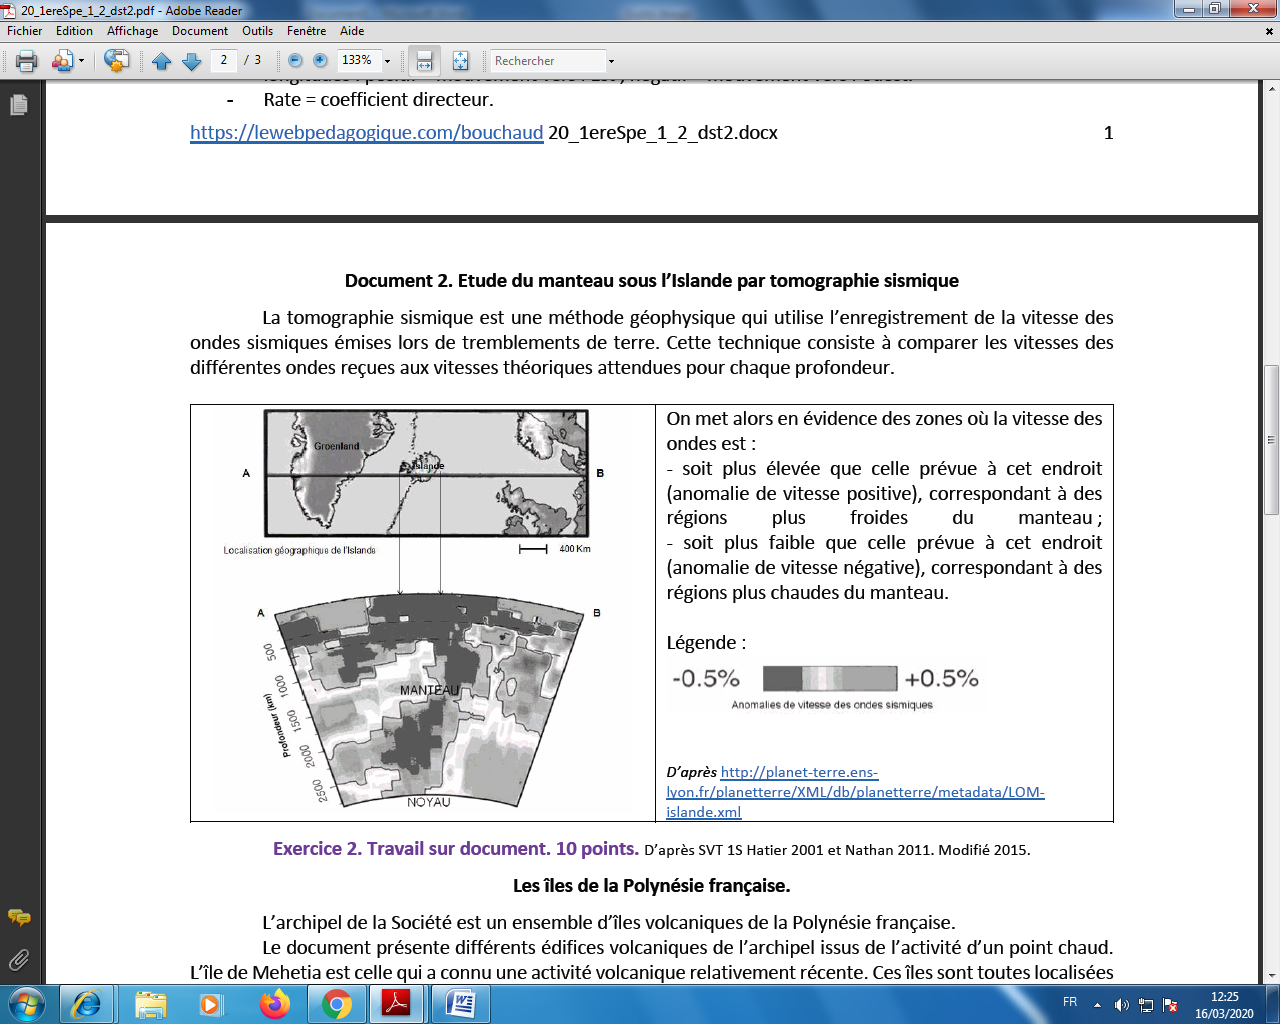 20_1ereSpe_1_2_dst2.pdf - Adobe Reader
Fichier Edition Affichage Document Outils Fenêtre Aide
2 / 3 133% Rechercher
- Rate = coefficient directeur.
https://lewebpedagogique.com/bouchaud 20_1ereSpe_1_2_dst2.docx 1
Document 2. Etude du manteau sous l’Islande par tomographie sismique
La tomographie sismique est une méthode géophysique qui utilise l’enregistrement de la vitesse des
ondes sismiques émises lors de tremblements de terre. Cette technique consiste à comparer les vitesses des
différentes ondes reçues aux vitesses théoriques attendues pour chaque profondeur.
Groenland
Islande
A B
Localisation géographique de l'Islande 400 Km
A B
500
1000
1500
2000
2500
Profondeur (km)
MANTEAU
NOYAU
On met alors en évidence des zones où la vitesse des
ondes est :
- soit plus élevée que celle prévue à cet endroit
(anomalie de vitesse positive), correspondant à des
régions plus froides du manteau ;
- soit plus faible que celle prévue à cet endroit
(anomalie de vitesse négative), correspondant à des
régions plus chaudes du manteau.
Légende :
-0.5% +0.5%
Anomalies de vitesse des ondes sismiques
D’après http://planet-terre.ens-
lyon.fr/planetterre/XML/db/planetterre/metadata/LOM-
islande.xml
Exercice 2. Travail sur document. 10 points. D’après SVT 1S Hatier 2001 et Nathan 2011. Modifié 2015.
Les îles de la Polynésie française.
L’archipel de la Société est un ensemble d’îles volcaniques de la Polynésie française.
Le document présente différents édifices volcaniques de l’archipel issus de l’activité d’un point chaud.
L’île de Mehetia est celle qui a connu une activité volcanique relativement récente. Ces îles sont toutes localisées
FR 12:25
16/03/2020